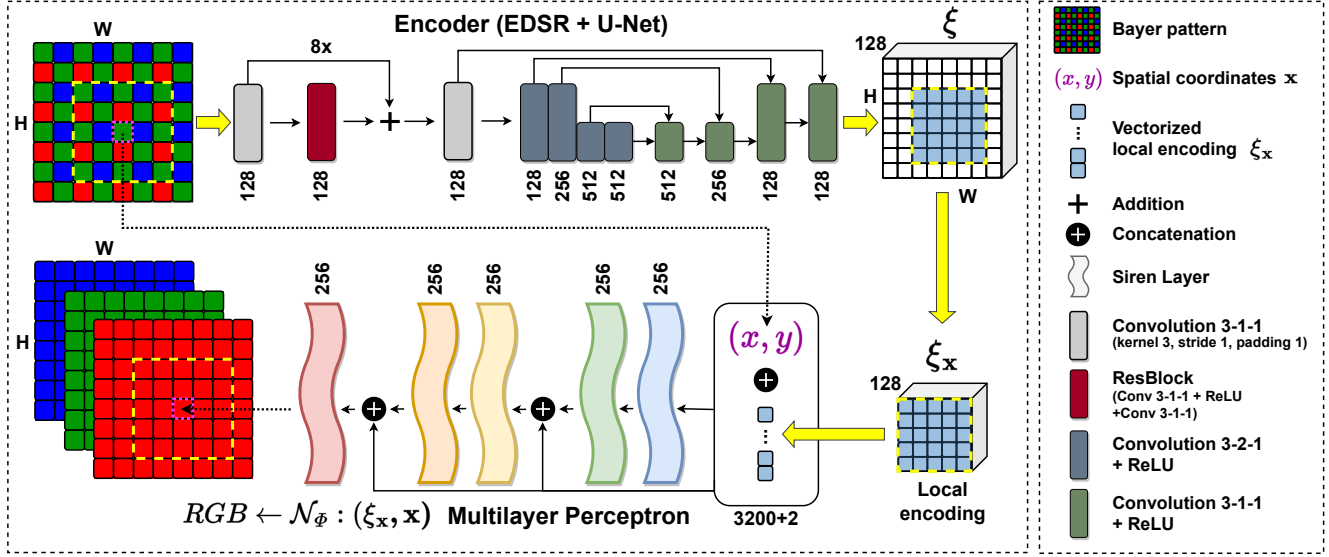 Encoder (EDSR + U-Net)
W
H
8x
+
128
128
128
128
256
512
512
512
256
128
128
ξ
128
H
W
W
H
256
256
256
256
256
(x, y)
3200+2
ξx
128
Local
encoding
RGB ← NΦ : (ξx, x)
Multilayer Perceptron
Bayer pattern
(x, y) Spatial coordinates x
Vectorized
local encoding ξx
+ Addition
+ Concatenation
Siren Layer
Convolution 3-1-1
(kernel 3, stride 1, padding 1)
ResBlock
(Conv 3-1-1 + ReLU
+Conv 3-1-1)
Convolution 3-2-1
+ ReLU
Convolution 3-1-1
+ ReLU